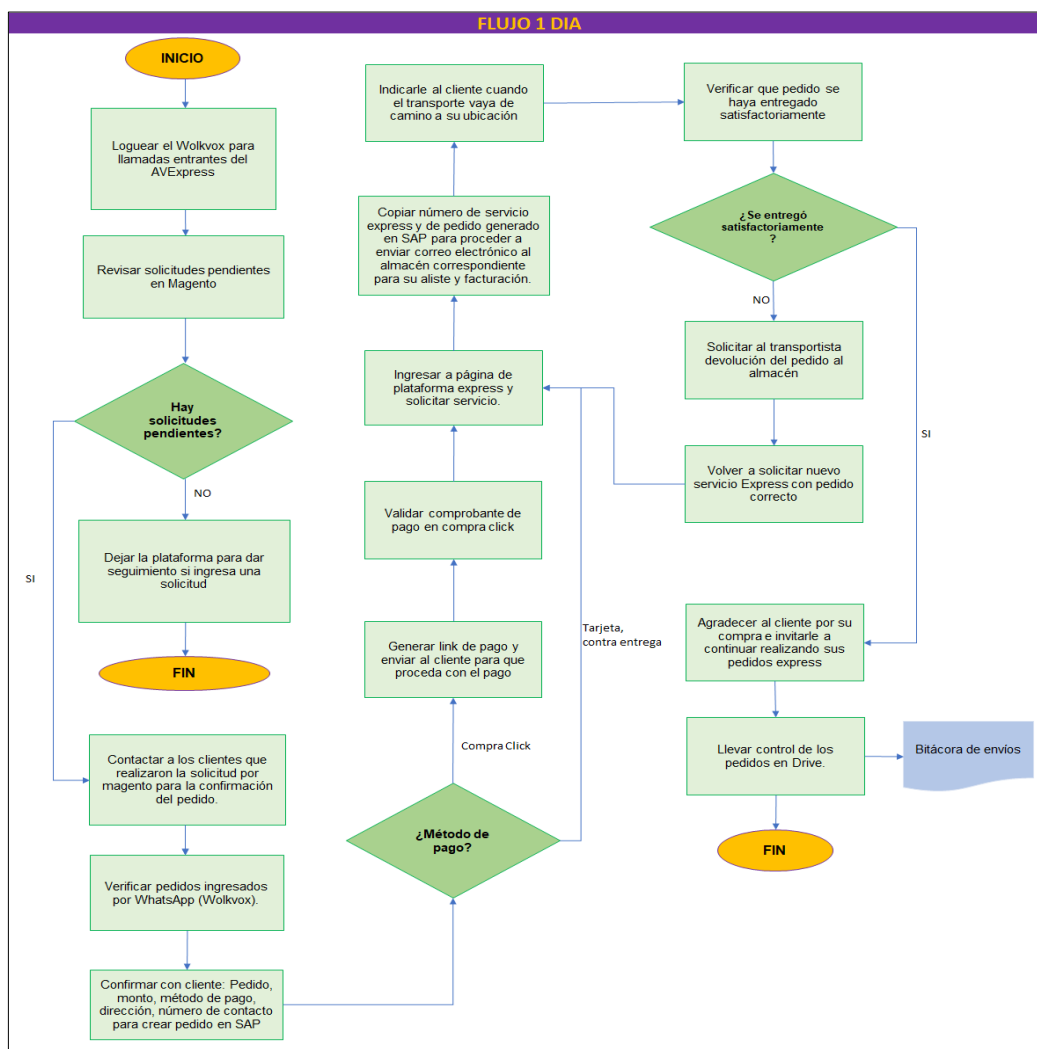 FLUJO 1 DIA
INICIO
Loguear el Wolkvox para
llamadas entrantes del
AVExpress
Revisar solicitudes pendientes
en Magento
Hay
solicitudes
pendientes?
NO
SI
Dejar la plataforma para dar
seguimiento si ingresa una
solicitud
FIN
Contactar a los clientes que
realizaron la solicitud por
magento para la confirmación
del pedido.
Verificar pedidos ingresados
por WhatsApp (Wolkvox).
Confirmar con cliente: Pedido,
monto, método de pago,
dirección, número de contacto
para crear pedido en SAP
¿Método de
pago?
Compra Click
Tarjeta,
contra entrega
Generar link de pago y
enviar al cliente para que
proceda con el pago
Validar comprobante de
pago en compra click
Ingresar a página de
plataforma express y
solicitar servicio.
Copiar número de servicio
express y de pedido generado
en SAP para proceder a
enviar correo electrónico al
almacén correspondiente
para su aliste y facturación.
Indicarle al cliente cuando
el transporte vaya de
camino a su ubicación
Verificar que pedido se
haya entregado
satisfactoriamente
¿Se entregó
satisfactoriamente
?
NO
SI
Solicitar al transportista
devolución del pedido al
almacén
Volver a solicitar nuevo
servicio Express con pedido
correcto
Agradecer al cliente por su
compra e invitarle a
continuar realizando sus
pedidos express
Llevar control de los
pedidos en Drive.
Bitácora de envíos
FIN